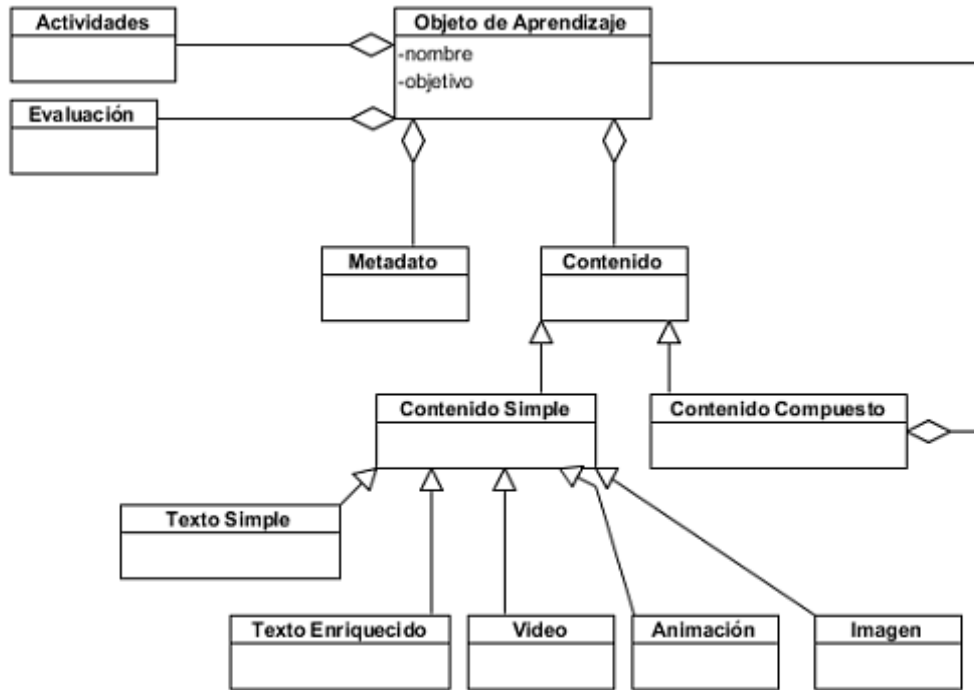 Actividades
Objeto de Aprendizaje
-nombre
-objetivo
Evaluación
Metadato
Contenido
Contenido Simple
Contenido Compuesto
Texto Simple
Texto Enriquecido
Video
Animación
Imagen